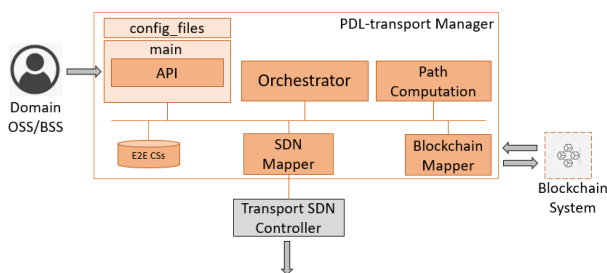 PDL-transport Manager
config_files
main
API
Orchestrator
Path
Computation
Domain
OSS/BSS
E2E CSs
SDN
Mapper
Blockchain
Mapper
Blockchain
System
Transport SDN
Controller